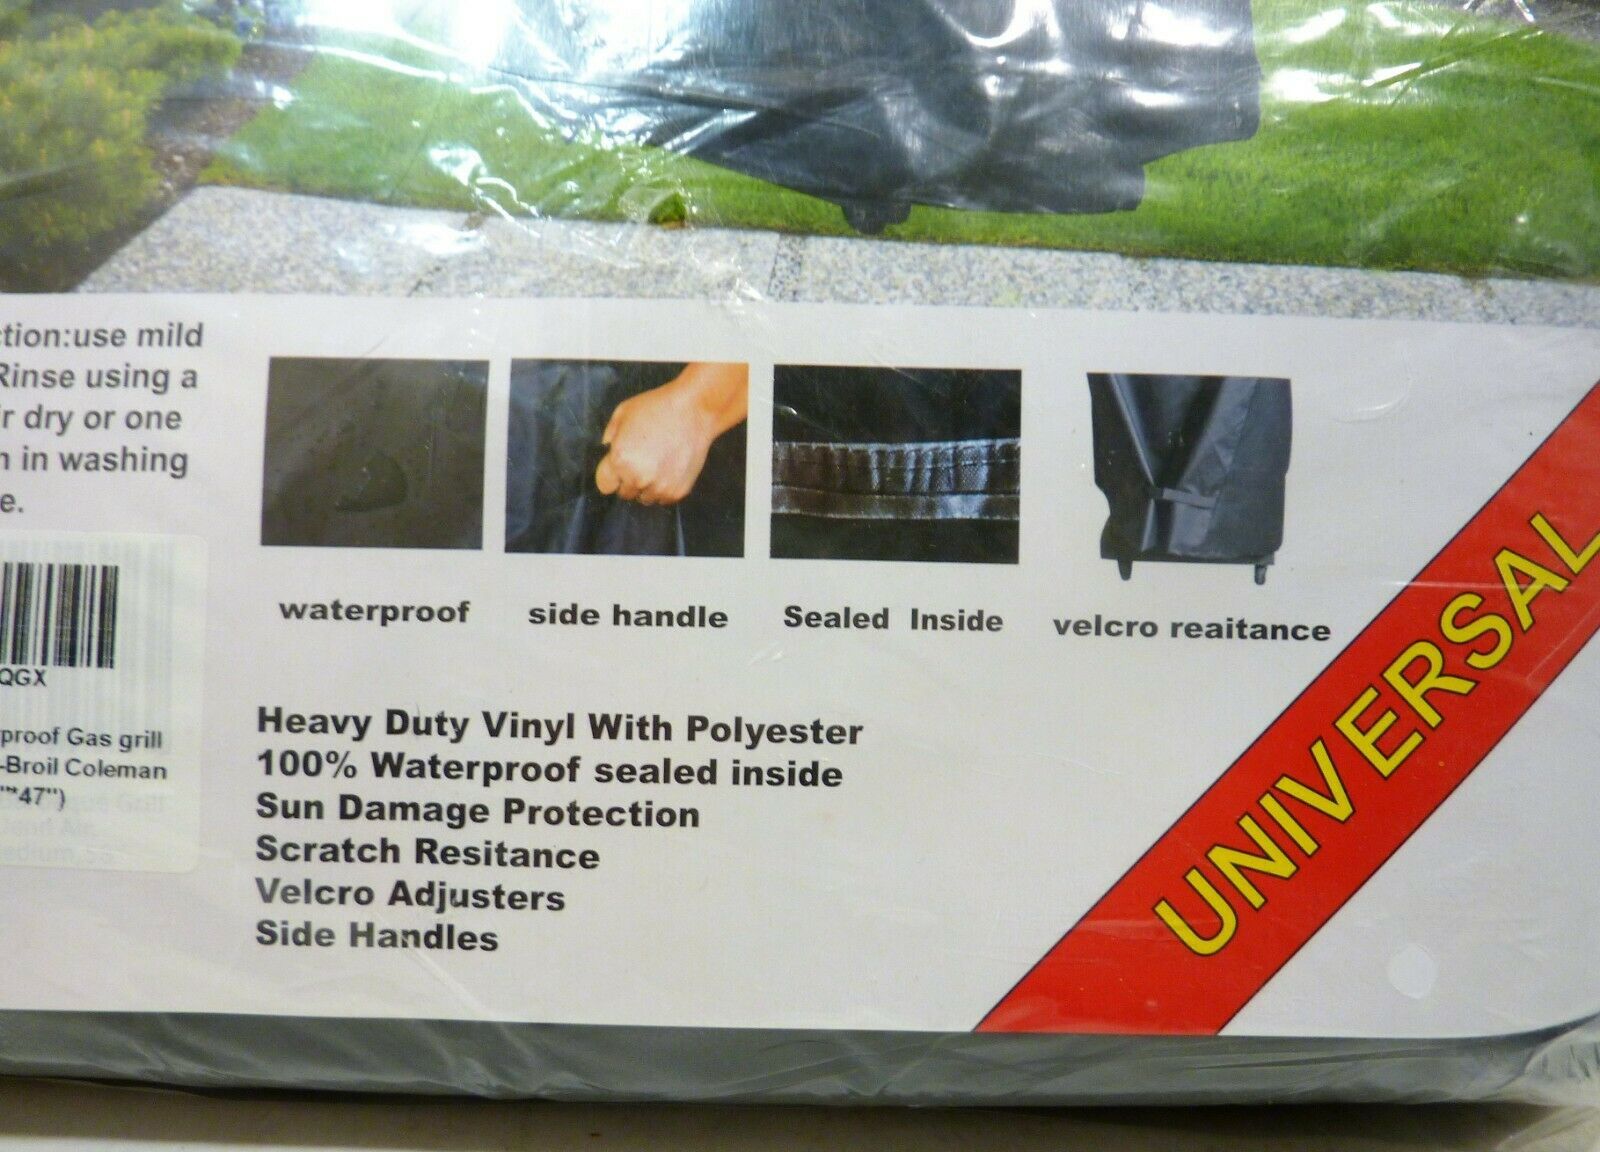 ction:use mild
Rinse using a
ir dry or one
n in washing
e.
waterproof
side handle
Sealed Inside
velcro reaitance
QGX
proof Gas grill
-Broil Coleman
47")
Heavy Duty Vinyl With Polyester
100% Waterproof sealed inside
Sun Damage Protection
Scratch Resitance
Velcro Adjusters
Side Handles
UNIVERSAL